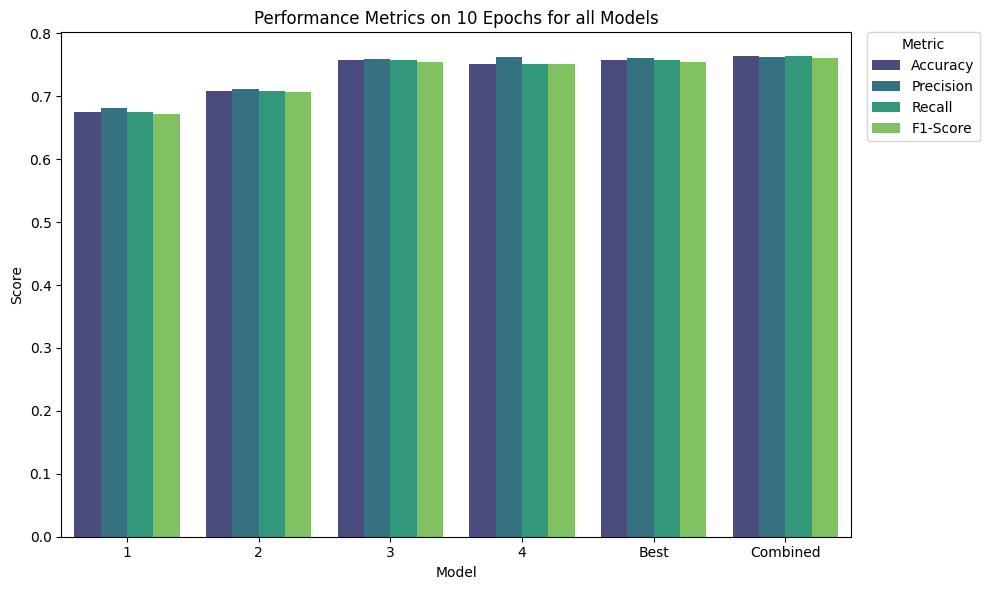 Performance Metrics on 10 Epochs for all Models
Metric
Accuracy
Precision
Recall
F1-Score
Score
0.8
0.7
0.6
0.5
0.4
0.3
0.2
0.1
0.0
1 2 3 4 Best Combined
Model